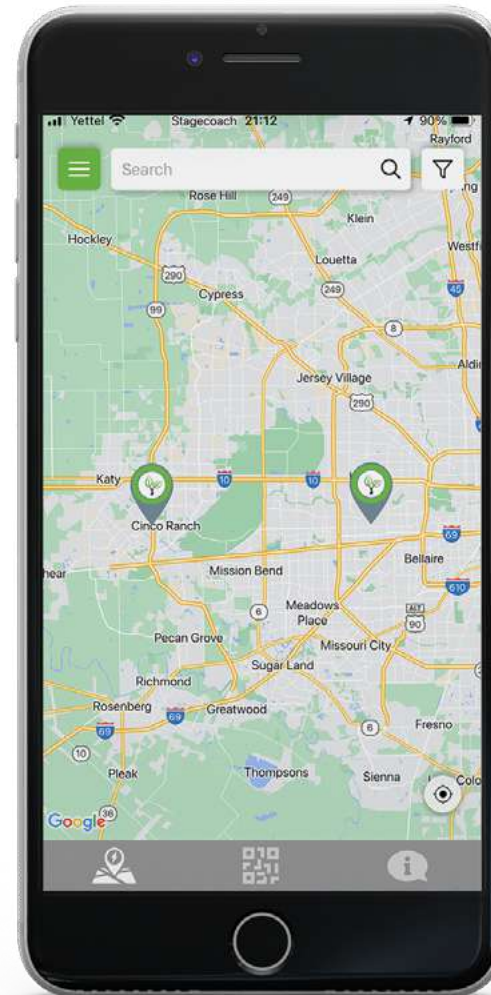 Yettel Stagecoach 21:12 90%
Rayford
Search
Rose Hill 249
Klein
Hockley
Westf
290
Louetta
249
45
Cypress
99
8
Aldi
Jersey Village
290
Katy 10 10
Cinco Ranch
69
Bellaire
hear
Mission Bend
610
Meadows
Place
6
ALT
90
Pecan Grove
Missouri City
Sugar Land
Richmond
Rosenberg 69 Greatwood
69
6
Fresno
10
Pleak
Thompsons
Sienna
Colo
Google
36